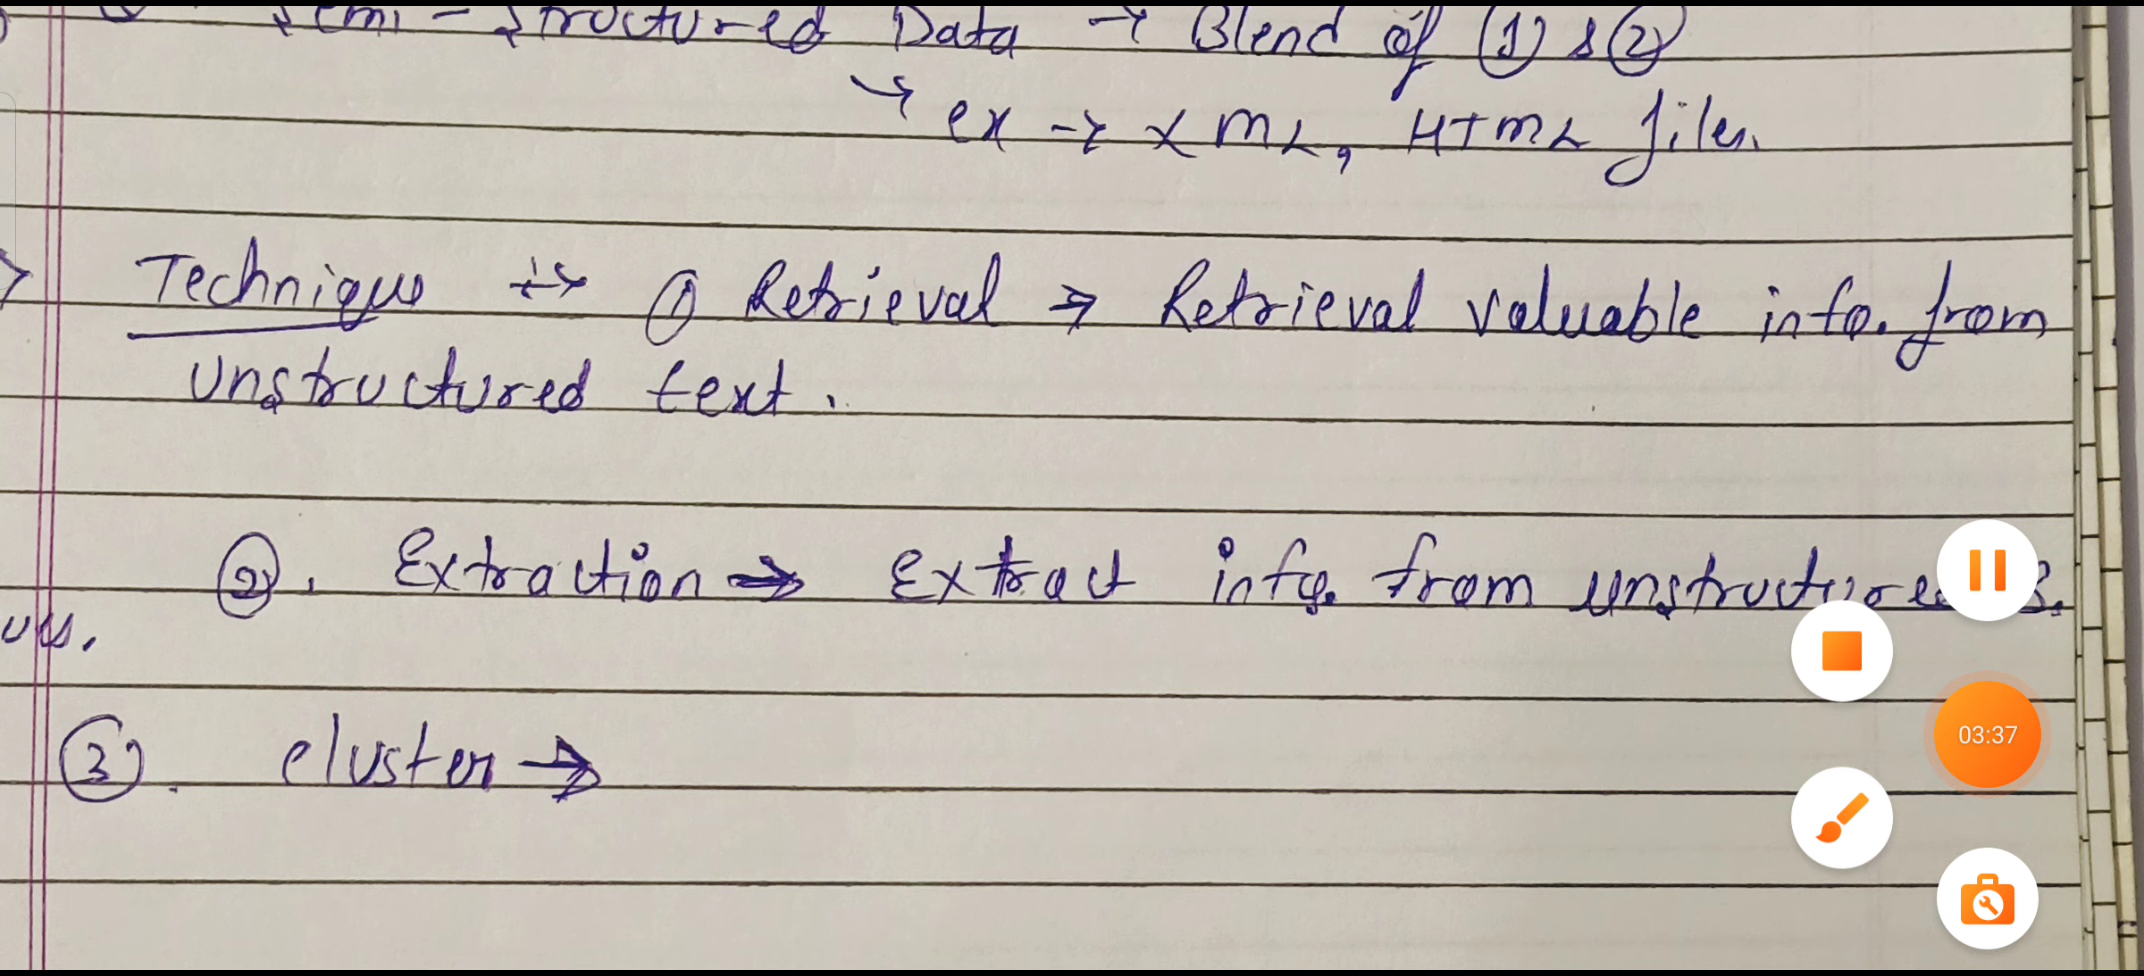 Semi - Structured Data → Blend of ① & ②
→ ex → XML, HTML files.
Technique → ① Retrieval → Retrieval valuable info. from
unstructured text.
②. Extraction → Extract info. from unstructured
③. cluster →
03:37